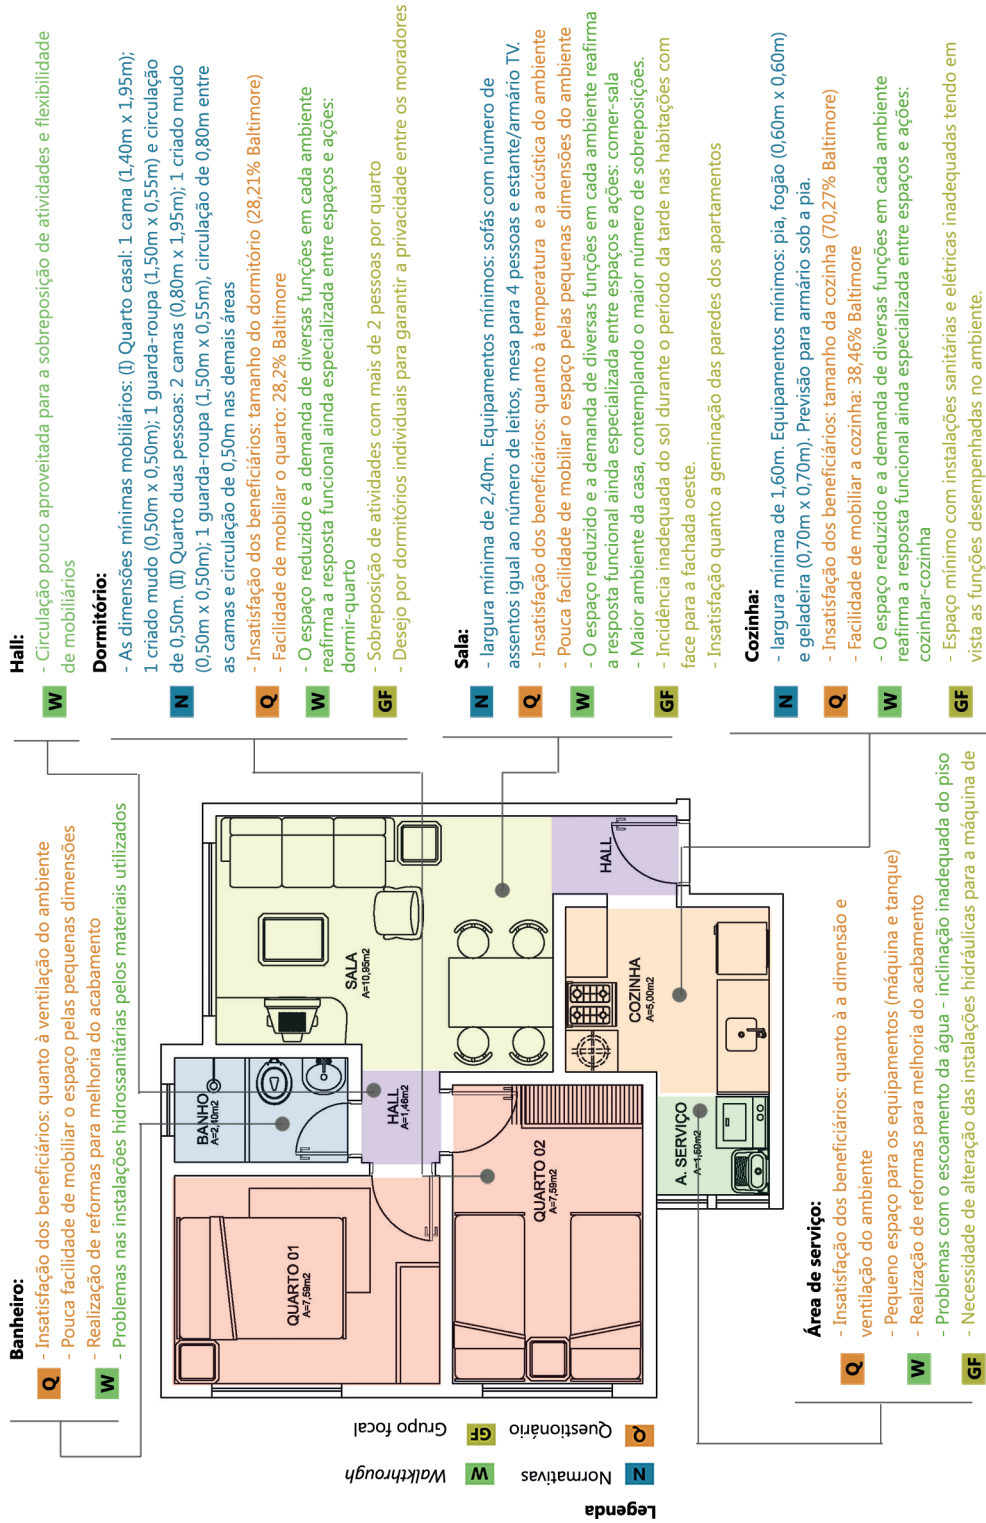 Banheiro:
Q
- Insatisfação dos beneficiários: quanto à ventilação do ambiente
- Pouca facilidade de mobiliar o espaço pelas pequenas dimensões
- Realização de reformas para melhoria do acabamento
W
- Problemas nas instalações hidrossanitárias pelos materiais utilizados
Hall:
W
- Circulação pouco aproveitada para a sobreposição de atividades e flexibilidade
de mobiliários
Dormitório:
N
- As dimensões mínimas mobiliários: (I) Quarto casal: 1 cama (1,40m x 1,95m);
1 criado mudo (0,50m x 0,50m); 1 guarda-roupa (1,50m x 0,55m) e circulação
de 0,50m. (II) Quarto duas pessoas: 2 camas (0,80m x 1,95m); 1 criado mudo
(0,50m x 0,50m); 1 guarda-roupa (1,50m x 0,55m), circulação de 0,80m entre
as camas e circulação de 0,50m nas demais áreas
Q
- Insatisfação dos beneficiários: tamanho do dormitório (28,21% Baltimore)
- Facilidade de mobiliar o quarto: 28,2% Baltimore
W
- O espaço reduzido e a demanda de diversas funções em cada ambiente
reafirma a resposta funcional ainda especializada entre espaços e ações:
dormir-quarto
GF
- Sobreposição de atividades com mais de 2 pessoas por quarto
- Desejo por dormitórios individuais para garantir a privacidade entre os moradores
Sala:
N
- largura mínima de 2,40m. Equipamentos mínimos: sofás com número de
assentos igual ao número de leitos, mesa para 4 pessoas e estante/armário TV.
Q
- Insatisfação dos beneficiários: quanto à temperatura e a acústica do ambiente
- Pouca facilidade de mobiliar o espaço pelas pequenas dimensões do ambiente
W
- O espaço reduzido e a demanda de diversas funções em cada ambiente reafirma
a resposta funcional ainda especializada entre espaços e ações: comer-sala
- Maior ambiente da casa, contemplando o maior número de sobreposições.
GF
- Incidência inadequada do sol durante o período da tarde nas habitações com
face para a fachada oeste.
- Insatisfação quanto a geminação das paredes dos apartamentos
Cozinha:
N
- largura mínima de 1,60m. Equipamentos mínimos: pia, fogão (0,60m x 0,60m)
e geladeira (0,70m x 0,70m). Previsão para armário sob a pia.
Q
- Insatisfação dos beneficiários: tamanho da cozinha (70,27% Baltimore)
- Facilidade de mobiliar a cozinha: 38,46% Baltimore
W
- O espaço reduzido e a demanda de diversas funções em cada ambiente
reafirma a resposta funcional ainda especializada entre espaços e ações:
cozinhar-cozinha
GF
- Espaço mínimo com instalações sanitárias e elétricas inadequadas tendo em
vista as funções desempenhadas no ambiente.
Área de serviço:
Q
- Insatisfação dos beneficiários: quanto à a dimensão e
ventilação do ambiente
- Pequeno espaço para os equipamentos (máquina e tanque)
- Realização de reformas para melhoria do acabamento
W
- Problemas com o escoamento da água - inclinação inadequada do piso
GF
- Necessidade de alteração das instalações hidráulicas para a máquina de
BANHO
A=2,40m2
SALA
A=10,95m2
QUARTO 01
A=7,59m2
HALL
A=1,46m2
HALL
QUARTO 02
A=7,59m2
COZINHA
A=5,00m2
A. SERVIÇO
A=1,50m2
Legenda
N Normativas
Q Questionário
W Walkthrough
GF Grupo focal